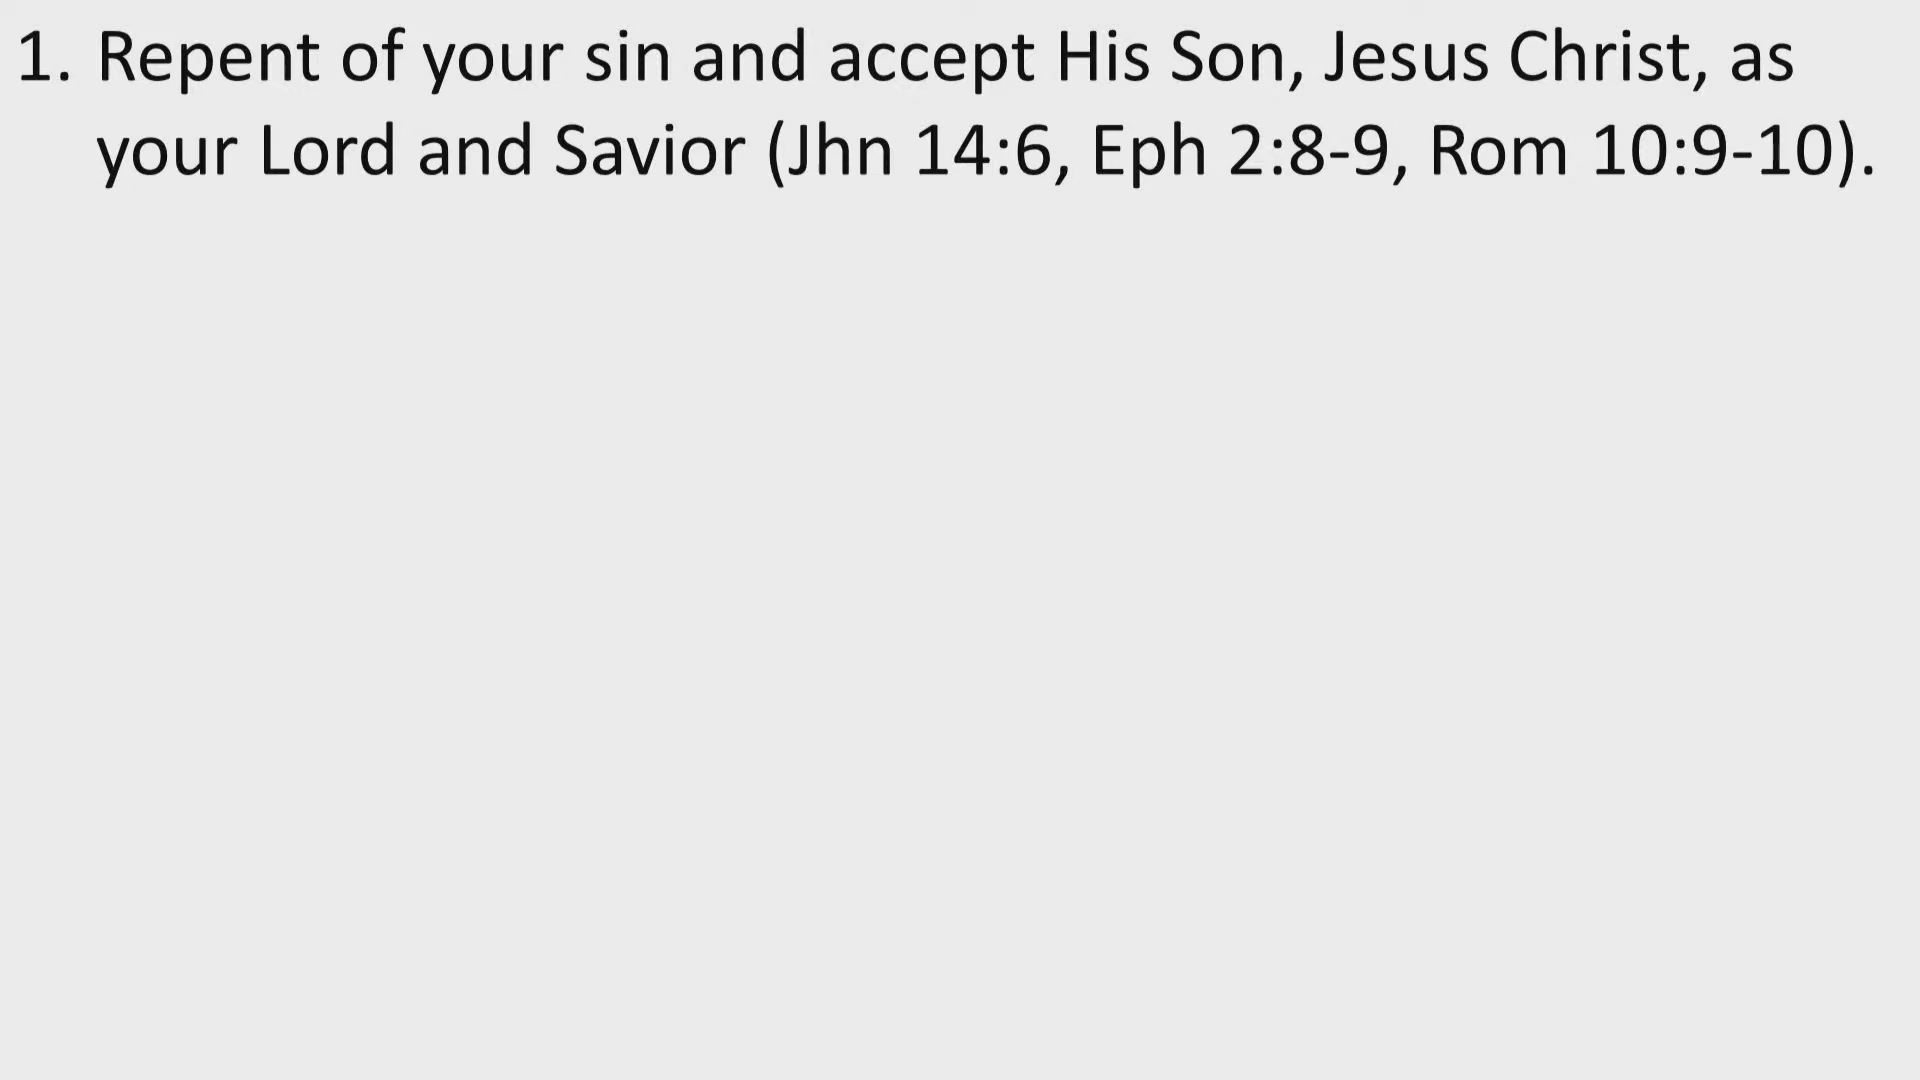 1. Repent of your sin and accept His Son, Jesus Christ, as
your Lord and Savior (Jhn 14:6, Eph 2:8-9, Rom 10:9-10).